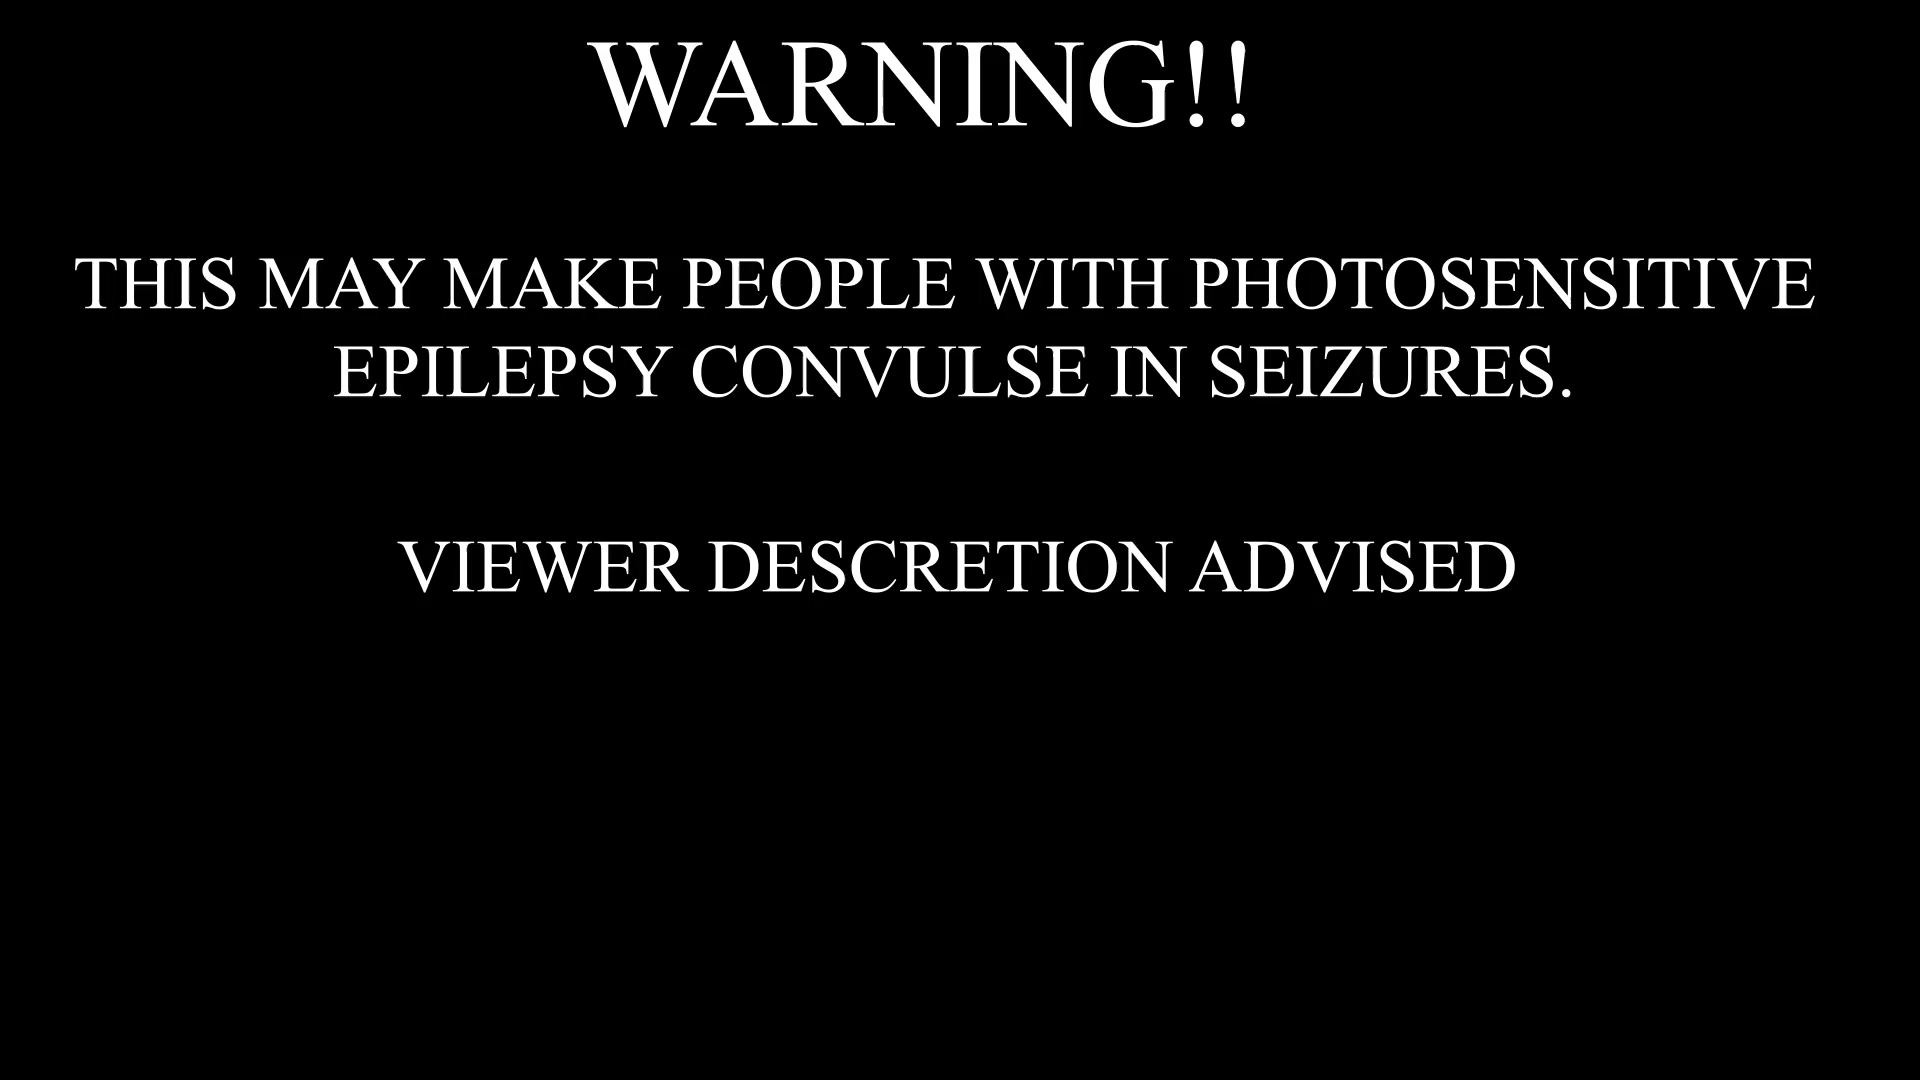 WARNING!!
THIS MAY MAKE PEOPLE WITH PHOTOSENSITIVE
EPILEPSY CONVULSE IN SEIZURES.
VIEWER DESCRETION ADVISED